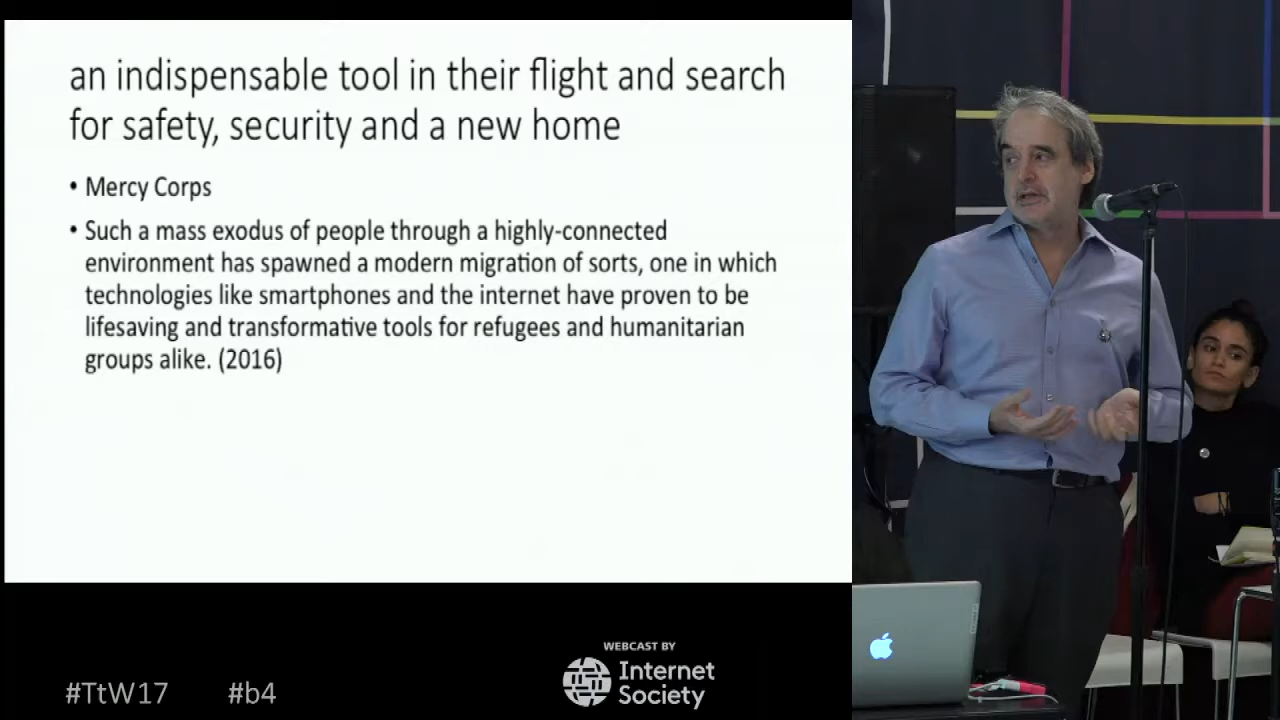 an indispensable tool in their flight and search
for safety, security and a new home
• Mercy Corps
• Such a mass exodus of people through a highly-connected
environment has spawned a modern migration of sorts, one in which
technologies like smartphones and the internet have proven to be
lifesaving and transformative tools for refugees and humanitarian
groups alike. (2016)
#TtW17 #b4
WEBCAST BY
Internet
Society